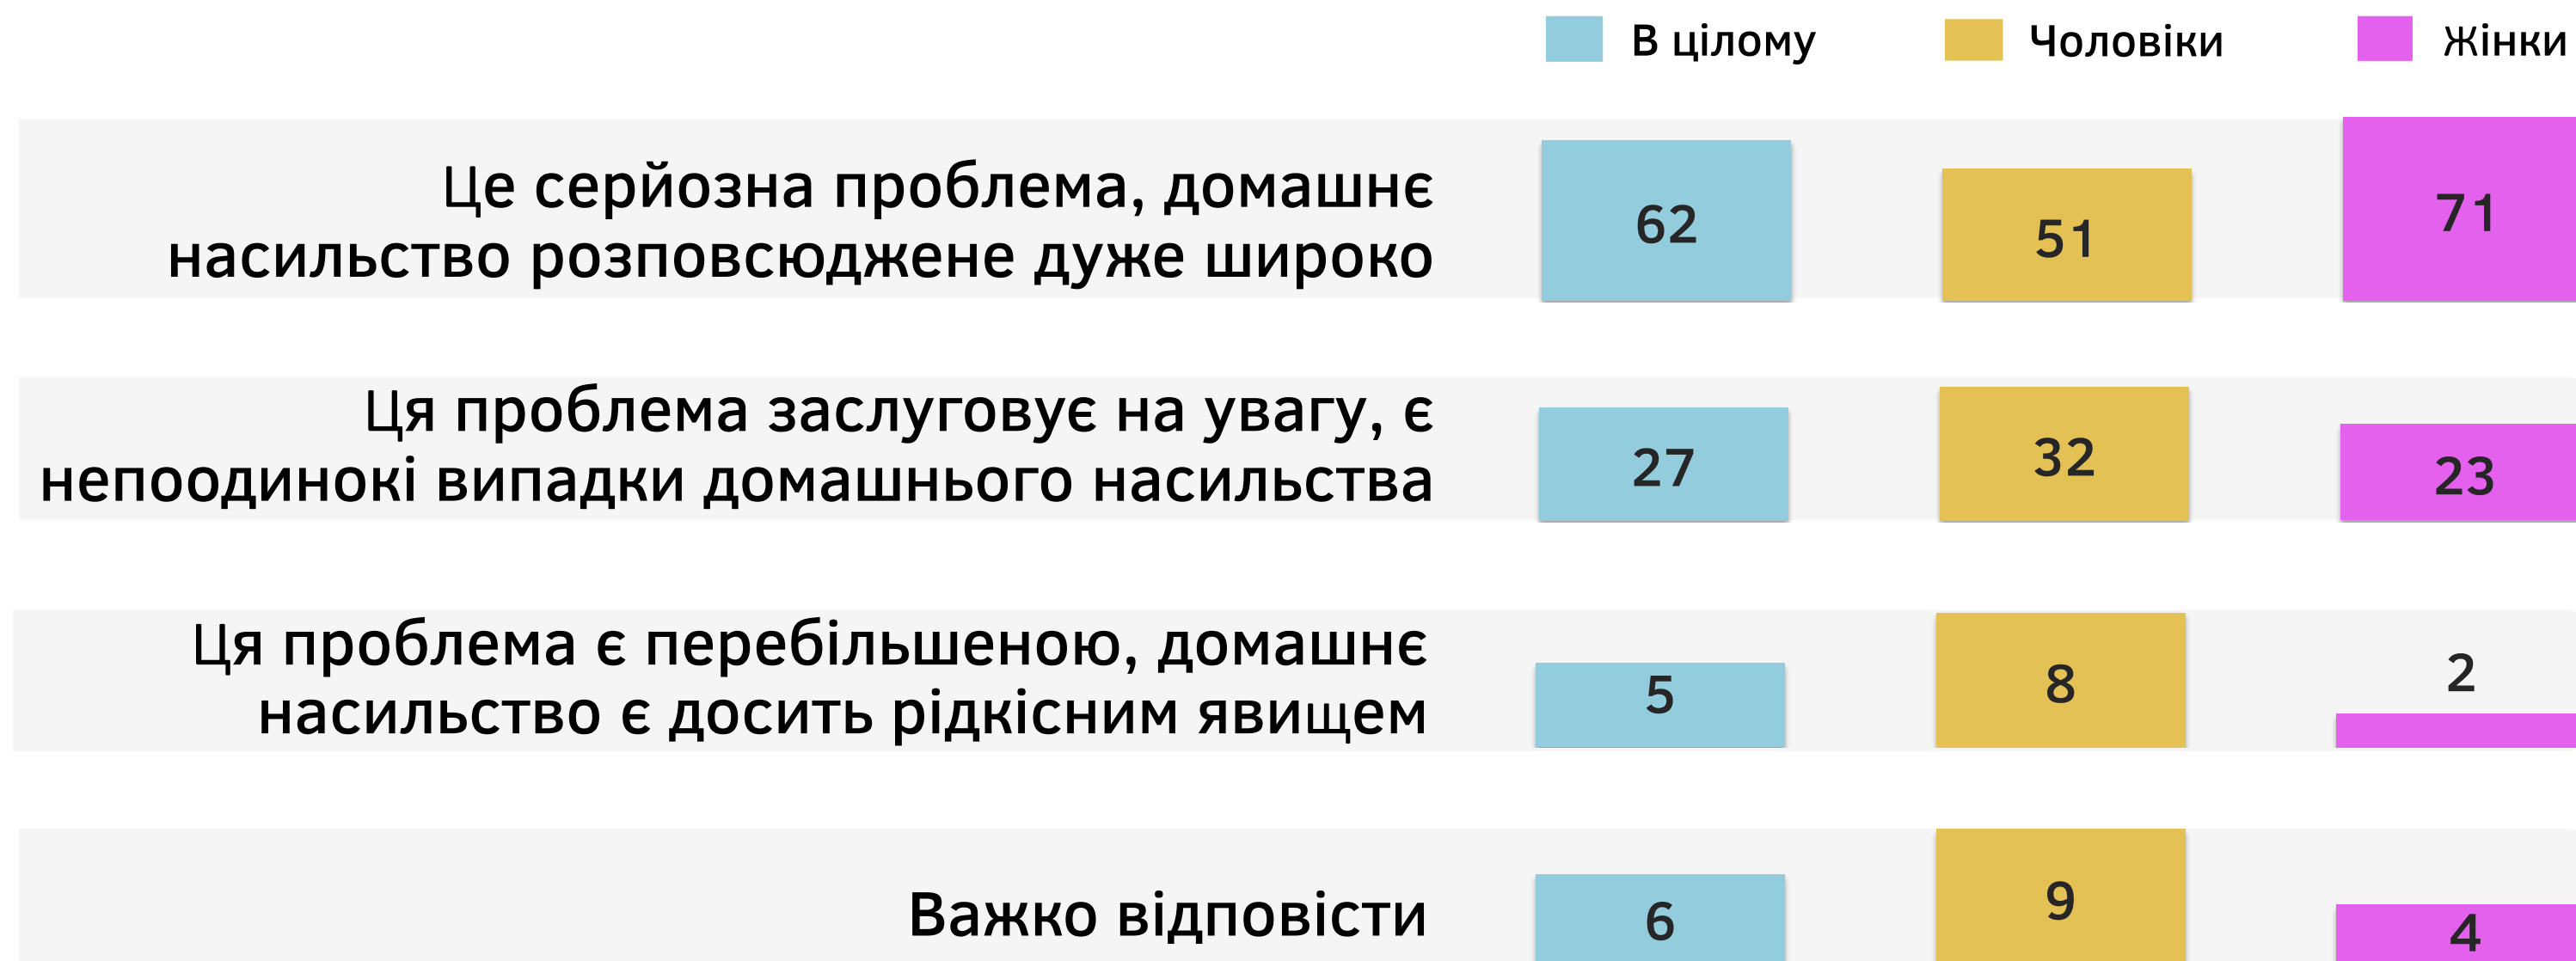 В цілому Чоловіки Жінки
Це серйозна проблема, домашнє
насильство розповсюджене дуже широко
62 51 71
Ця проблема заслуговує на увагу, є
непоодинокі випадки домашнього насильства
27 32 23
Ця проблема є перебільшеною, домашнє
насильство є досить рідкісним явищем
5 8 2
Важко відповісти
6 9 4